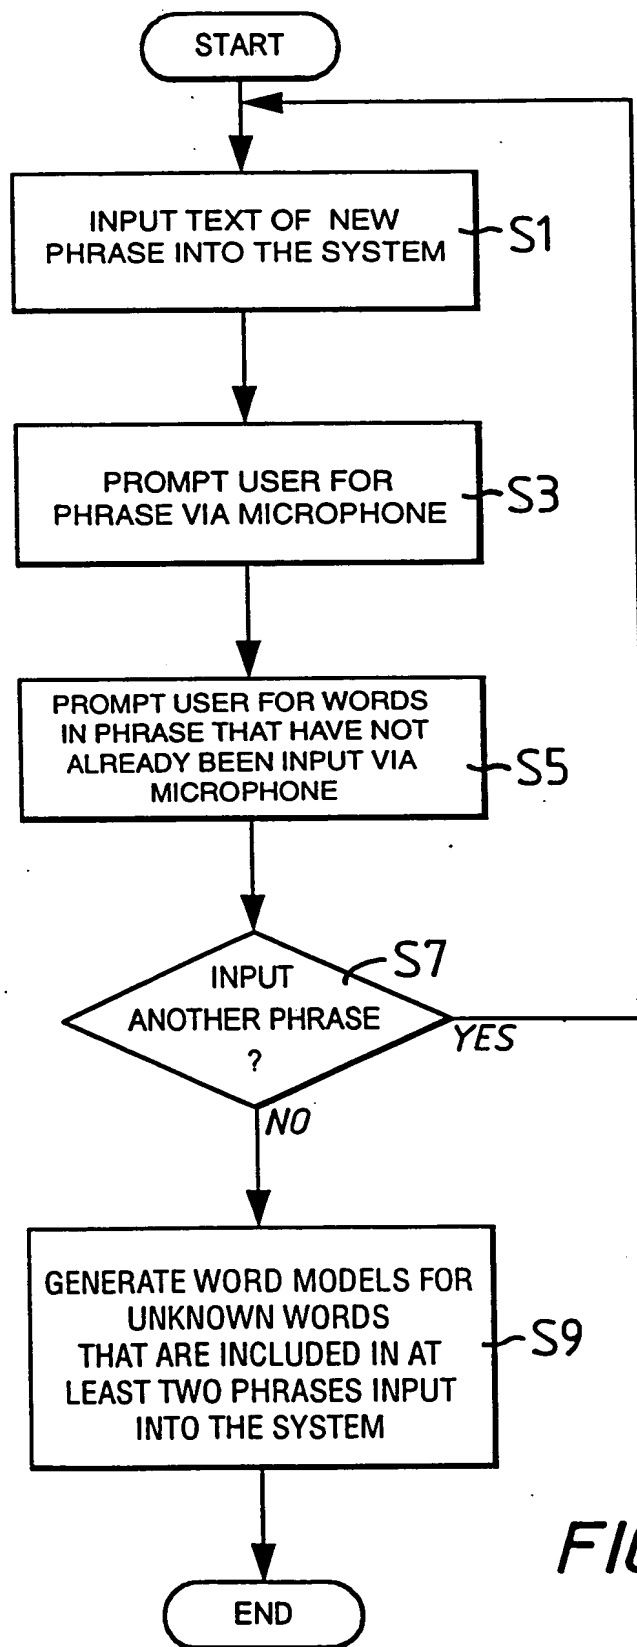 START
INPUT TEXT OF NEW
PHRASE INTO THE SYSTEM
S1
PROMPT USER FOR
PHRASE VIA MICROPHONE
S3
PROMPT USER FOR WORDS
IN PHRASE THAT HAVE NOT
ALREADY BEEN INPUT VIA
MICROPHONE
S5
S7
INPUT
ANOTHER PHRASE
?
YES
NO
GENERATE WORD MODELS FOR
UNKNOWN WORDS
THAT ARE INCLUDED IN AT
LEAST TWO PHRASES INPUT
INTO THE SYSTEM
S9
END